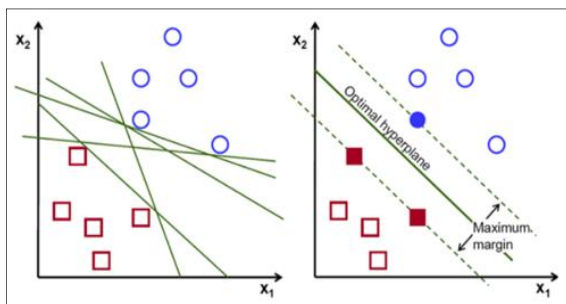 X₂
X₁
X₂
Optimal hyperplane
Maximum
margin
X₁